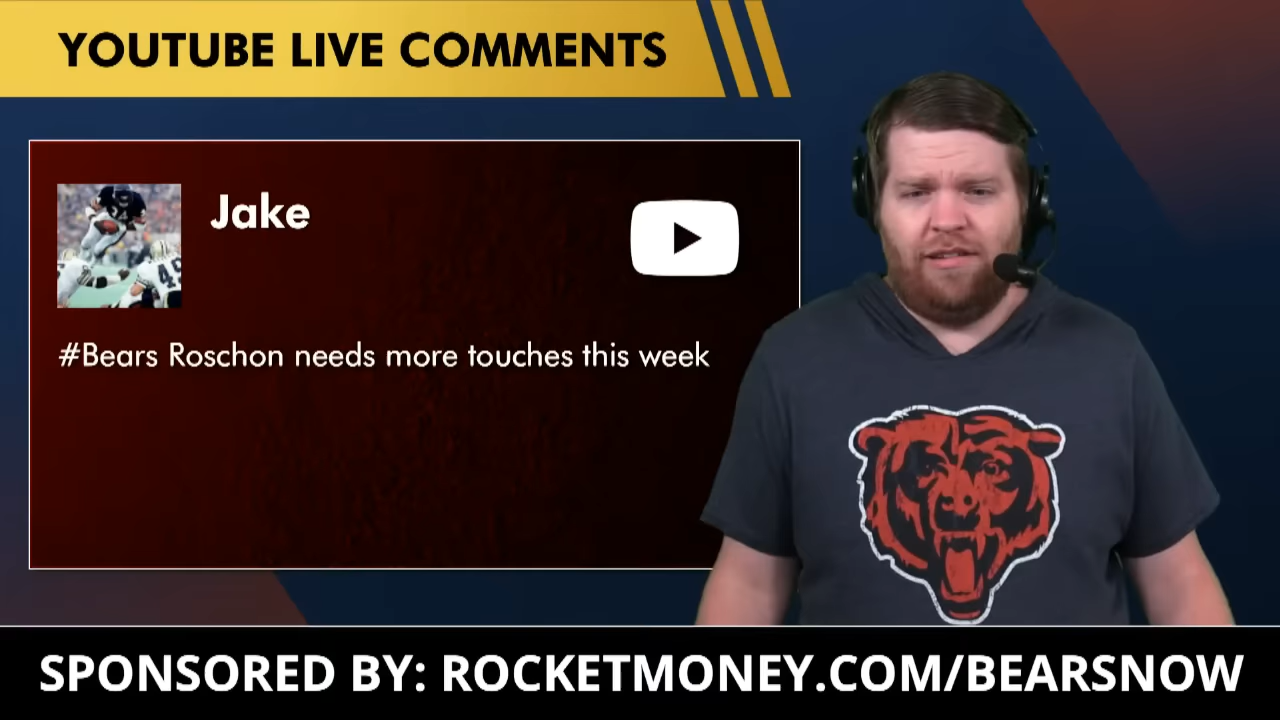 YOUTUBE LIVE COMMENTS
Jake
#Bears Roschon needs more touches this week
SPONSORED BY: ROCKETMONEY.COM/BEARSNOW